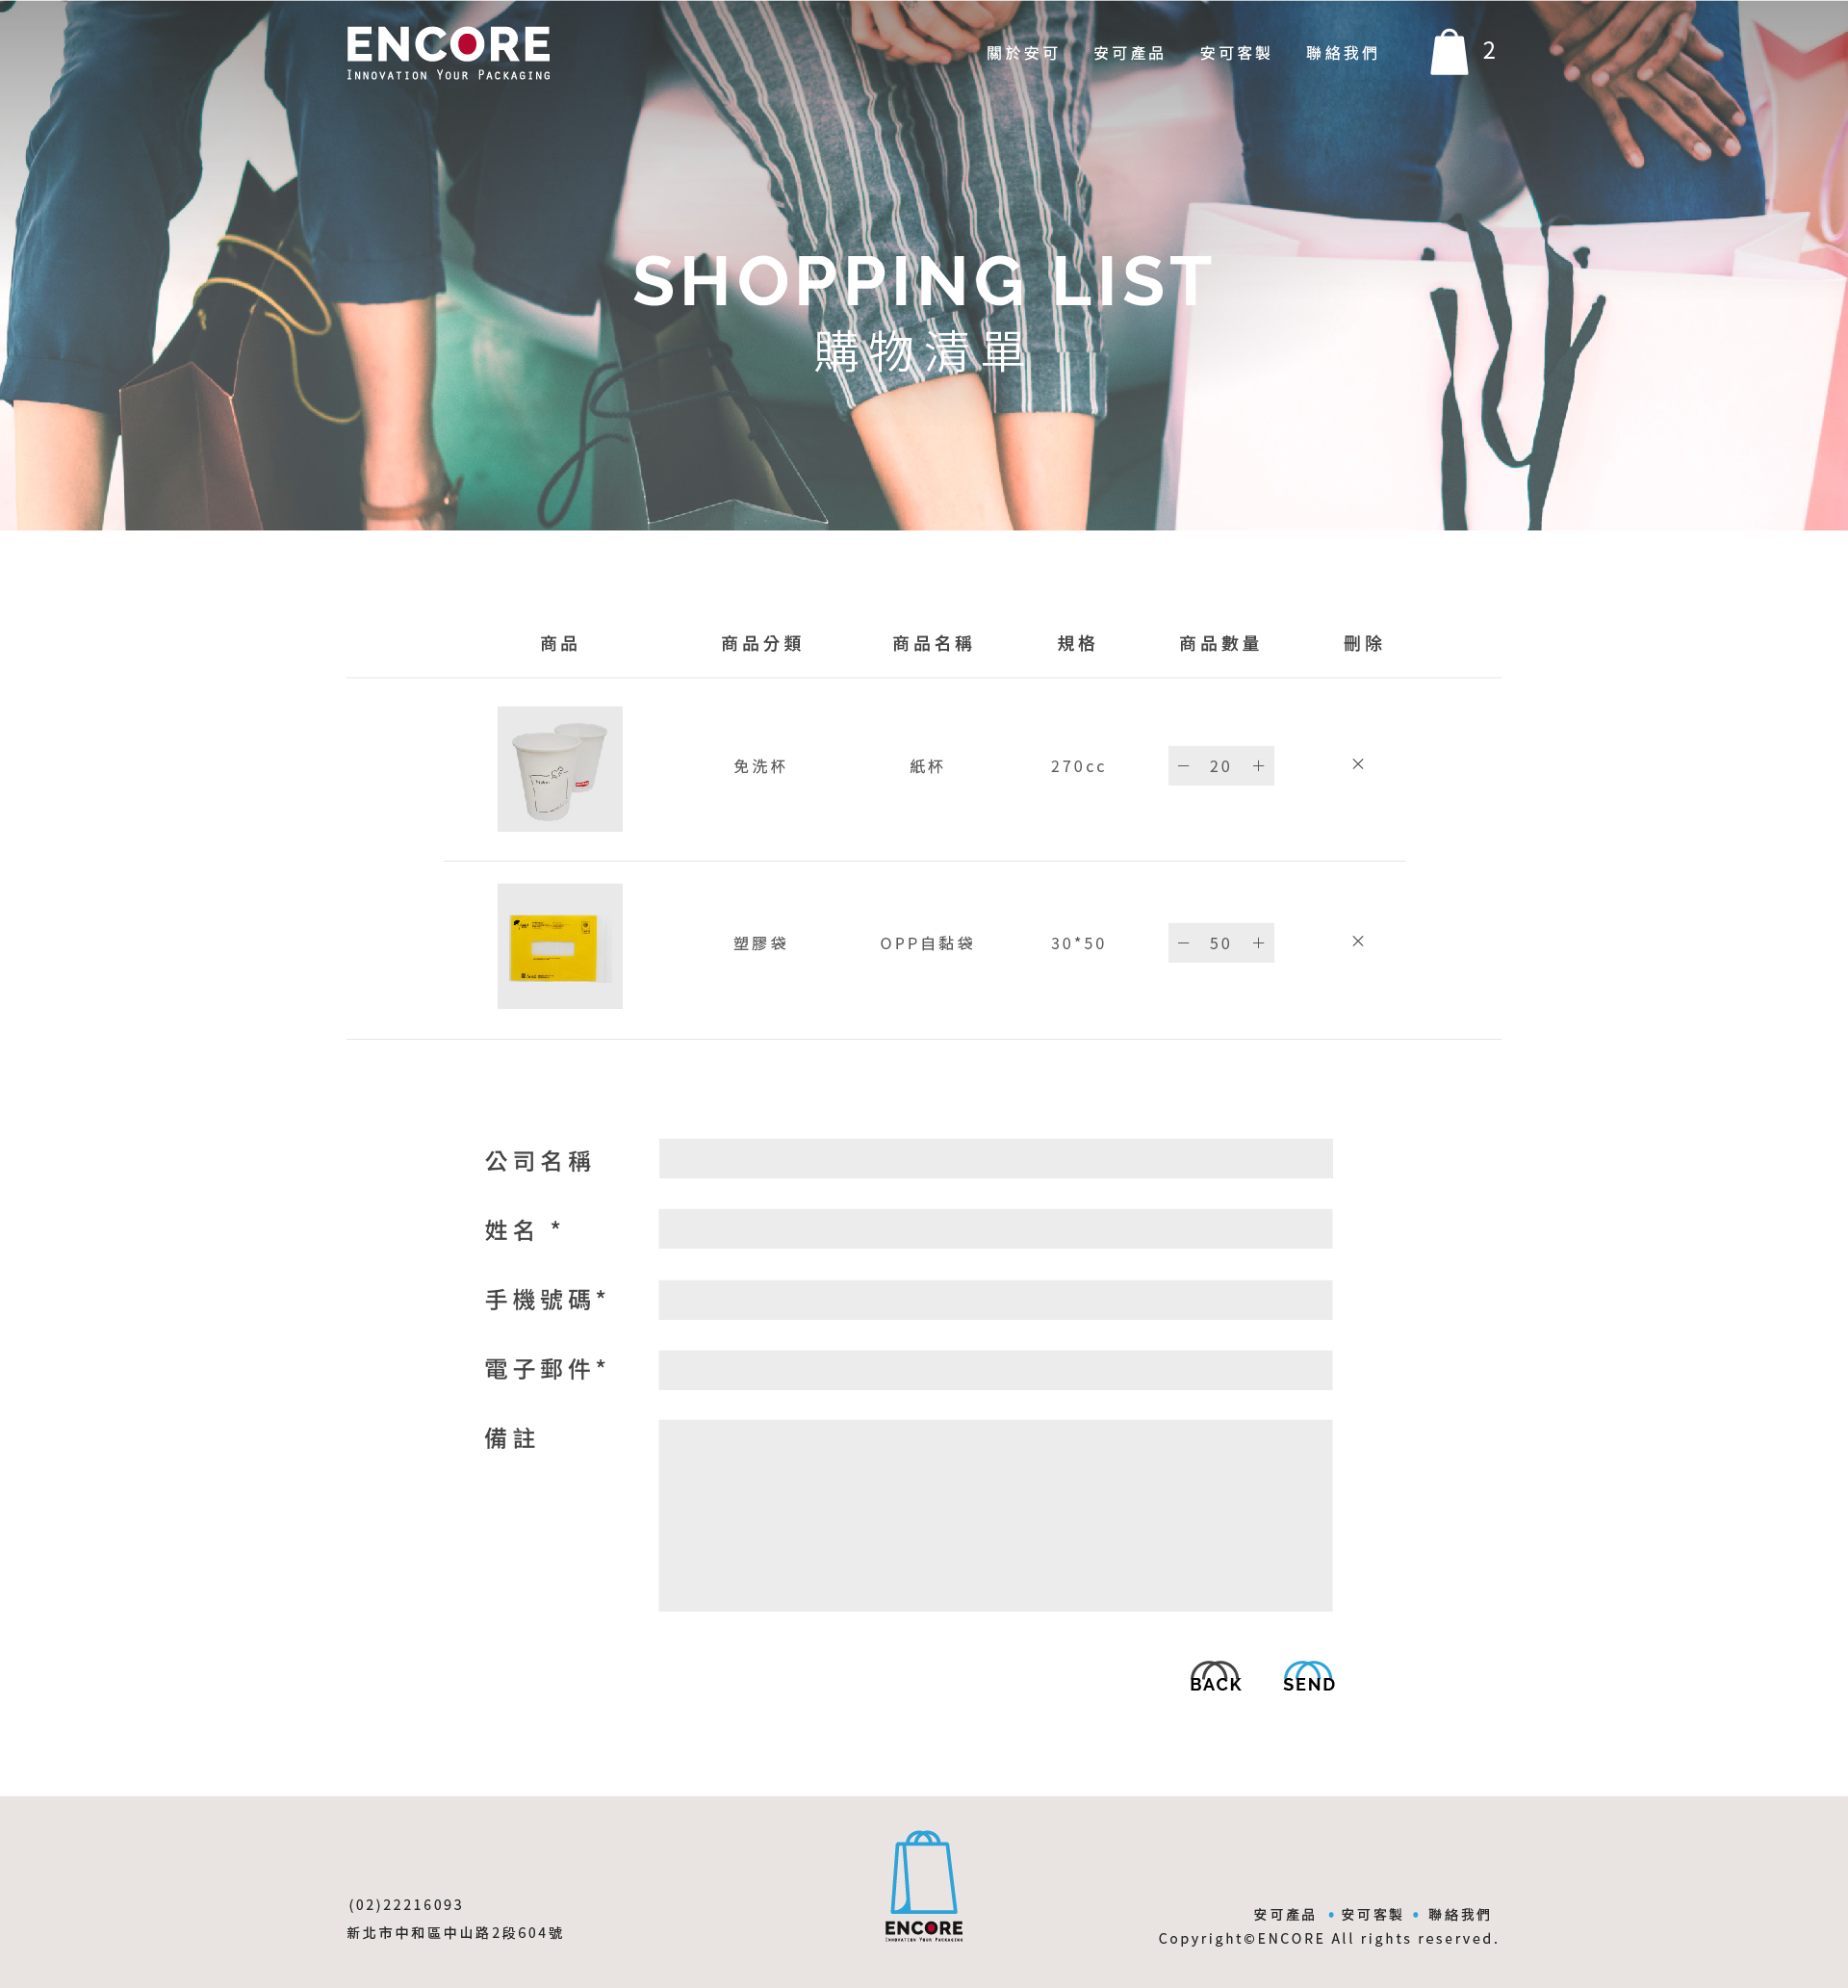 ENCORE
INNOVATION YOUR PACKAGING
關於安可 安可產品 安可客製 聯絡我們 2
SHOPPING LIST
購物清單
商品 商品分類 商品名稱 規格 商品數量 刪除
免洗杯 紙杯 270cc － 20 ＋ ×
塑膠袋 OPP自黏袋 30*50 － 50 ＋ ×
公司名稱
姓名 *
手機號碼*
電子郵件*
備註
BACK SEND
ENCORE
INNOVATION YOUR PACKAGING
(02)22216093
新北市中和區中山路2段604號
安可產品 • 安可客製 • 聯絡我們
Copyright©ENCORE All rights reserved.